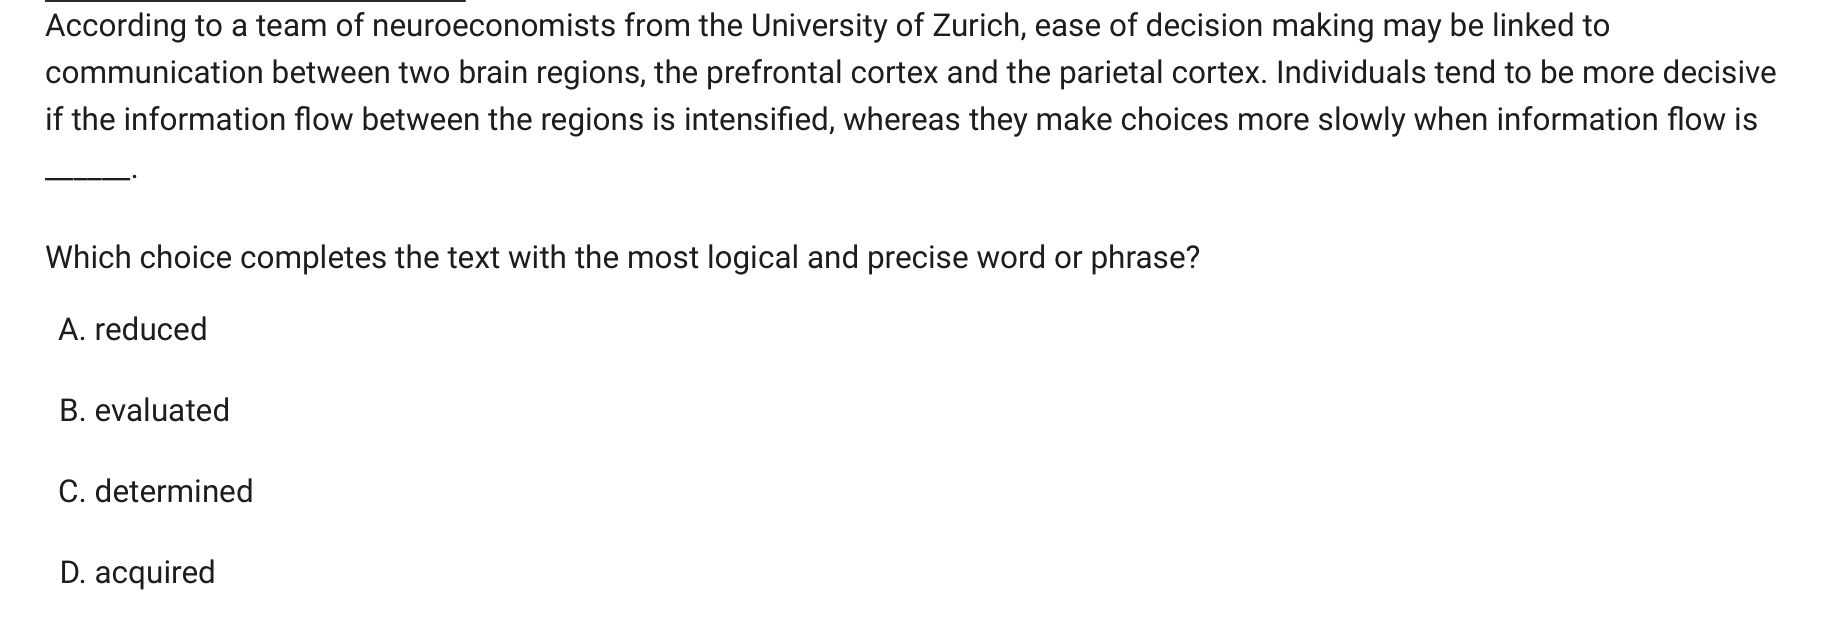 According to a team of neuroeconomists from the University of Zurich, ease of decision making may be linked to
communication between two brain regions, the prefrontal cortex and the parietal cortex. Individuals tend to be more decisive
if the information flow between the regions is intensified, whereas they make choices more slowly when information flow is
______.
Which choice completes the text with the most logical and precise word or phrase?
A. reduced
B. evaluated
C. determined
D. acquired